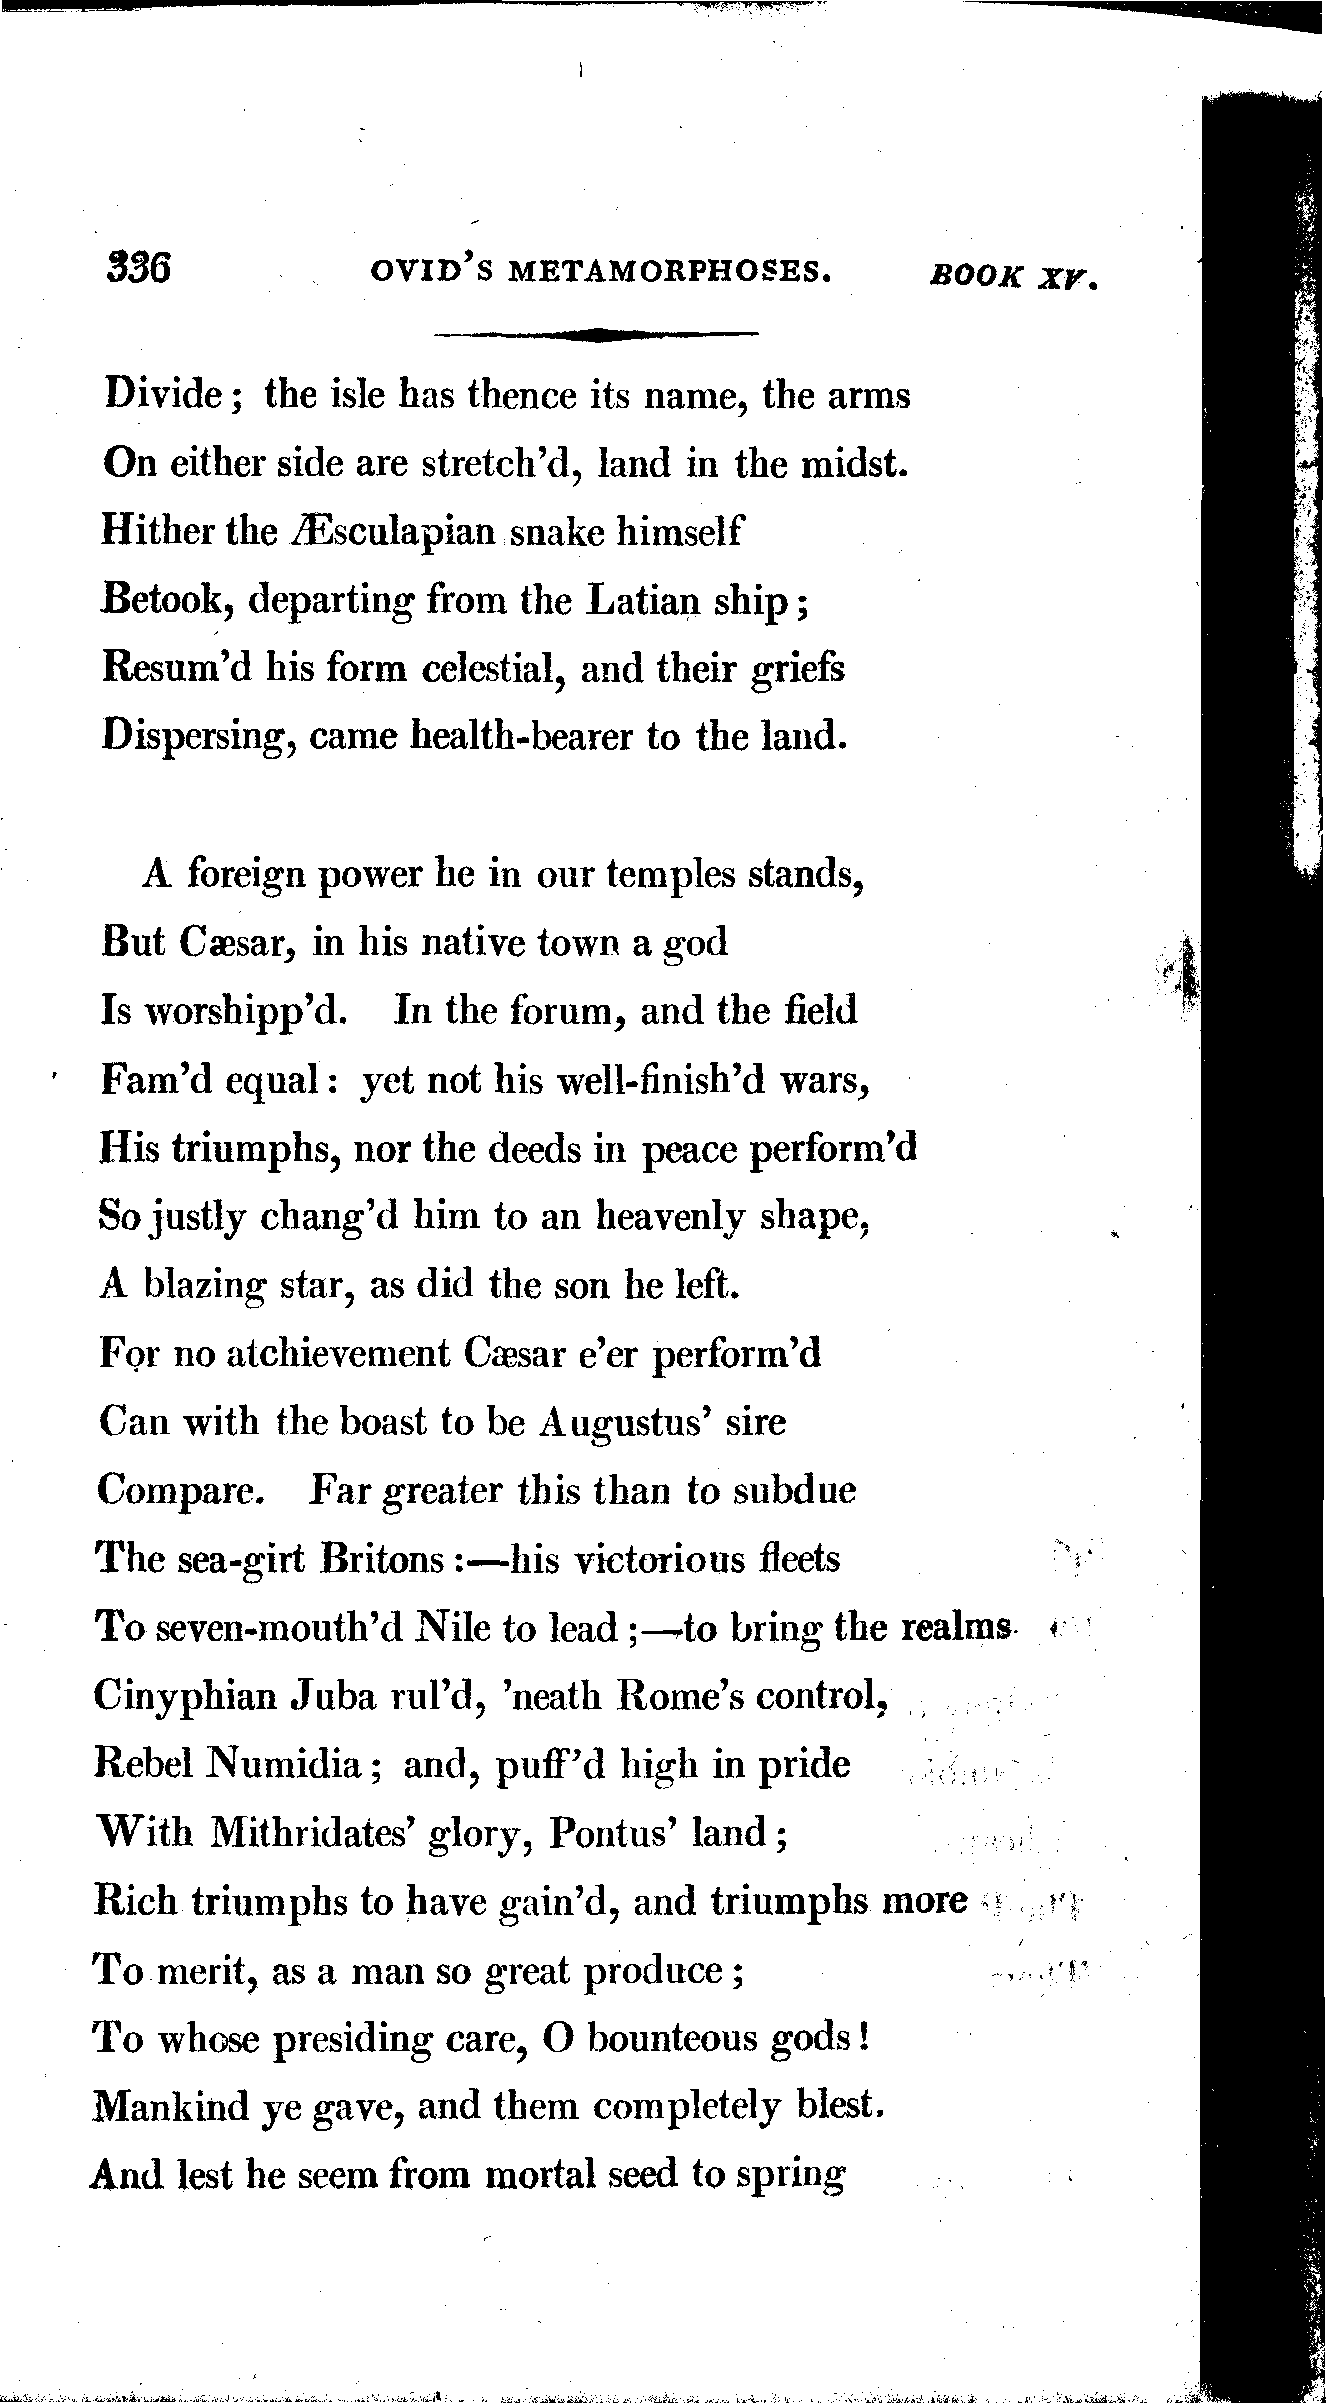 336 OVID'S METAMORPHOSES. BOOK XV.
Divide; the isle has thence its name, the arms
On either side are stretch'd, land in the midst.
Hither the Æsculapian snake himself
Betook, departing from the Latian ship;
Resum'd his form celestial, and their griefs
Dispersing, came health-bearer to the land.
A foreign power he in our temples stands,
But Cæsar, in his native town a god
Is worshipp'd. In the forum, and the field
Fam'd equal: yet not his well-finish'd wars,
His triumphs, nor the deeds in peace perform'd
So justly chang'd him to an heavenly shape,
A blazing star, as did the son he left.
For no atchievement Cæsar e'er perform'd
Can with the boast to be Augustus' sire
Compare. Far greater this than to subdue
The sea-girt Britons:—his victorious fleets
To seven-mouth'd Nile to lead;—to bring the realms
Cinyphian Juba rul'd, 'neath Rome's control,
Rebel Numidia; and, puff'd high in pride
With Mithridates' glory, Pontus' land;
Rich triumphs to have gain'd, and triumphs more
To merit, as a man so great produce;
To whose presiding care, O bounteous gods!
Mankind ye gave, and them completely blest.
And lest he seem from mortal seed to spring